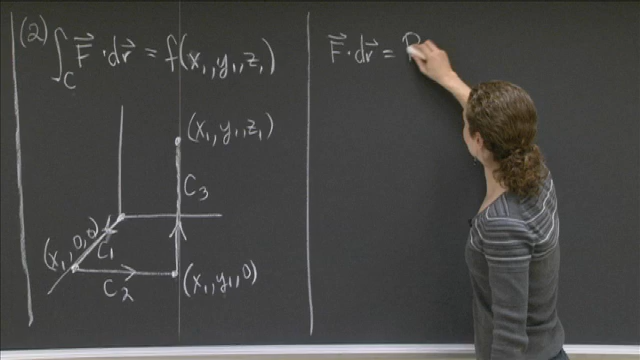 (2) ∫_C F⃗ · dr⃗ = f(x₁, y₁, z₁)
F⃗ · dr⃗ = P
(x₁, y₁, z₁)
C₃
(x₁, 0, 0)
C₁
C₂
(x₁, y₁, 0)